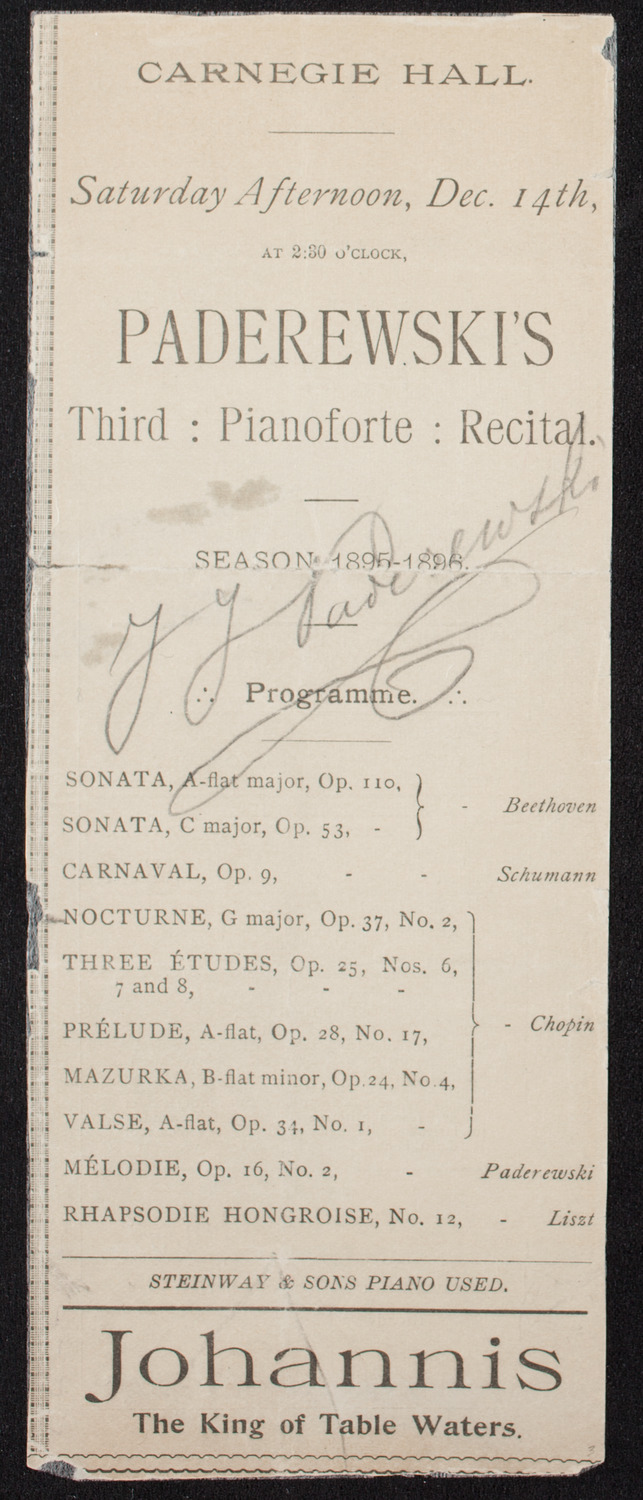 CARNEGIE HALL.
Saturday Afternoon, Dec. 14th,
AT 2:30 O'CLOCK,
PADEREWSKI'S
Third : Pianoforte : Recital.
SEASON 1895-1896.
J J Paderewski
∴ Programme. ∴
SONATA, A-flat major, Op. 110,
SONATA, C major, Op. 53, - } - Beethoven
CARNAVAL, Op. 9, - - Schumann
NOCTURNE, G major, Op. 37, No. 2,
THREE ÉTUDES, Op. 25, Nos. 6,
7 and 8, - - -
PRÉLUDE, A-flat, Op. 28, No. 17, } - Chopin
MAZURKA, B-flat minor, Op. 24, No. 4,
VALSE, A-flat, Op. 34, No. 1, -
MÉLODIE, Op. 16, No. 2, - Paderewski
RHAPSODIE HONGROISE, No. 12, - Liszt
STEINWAY & SONS PIANO USED.
Johannis
The King of Table Waters.